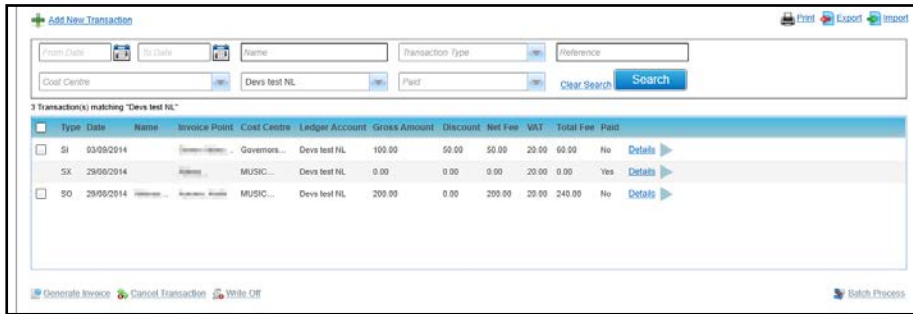 Add New Transaction Print Export Import
From Date To Date Name Transaction Type Reference
Cost Centre Devs test NL Paid Clear Search Search
3 Transaction(s) matching "Devs test NL"
Type Date Name Invoice Point Cost Centre Ledger Account Gross Amount Discount Net Fee VAT Total Fee Paid
SI 03/09/2014 Governors... Devs test NL 100.00 50.00 50.00 20.00 60.00 No Details
SX 29/08/2014 MUSIC... Devs test NL 0.00 0.00 0.00 20.00 0.00 Yes Details
SO 29/08/2014 MUSIC... Devs test NL 200.00 0.00 200.00 20.00 240.00 No Details
Generate Invoice Cancel Transaction Write Off Batch Process